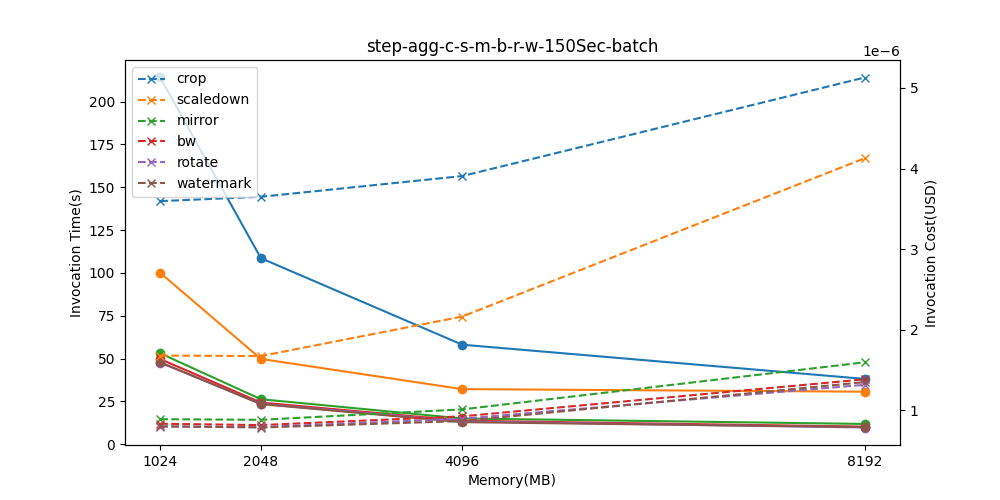 step-agg-c-s-m-b-r-w-150Sec-batch
1e−6
crop
scaledown
mirror
bw
rotate
watermark
200
175
150
125
100
75
50
25
0
Invocation Time(s)
5
4
3
2
1
Invocation Cost(USD)
1024 2048 4096 8192
Memory(MB)